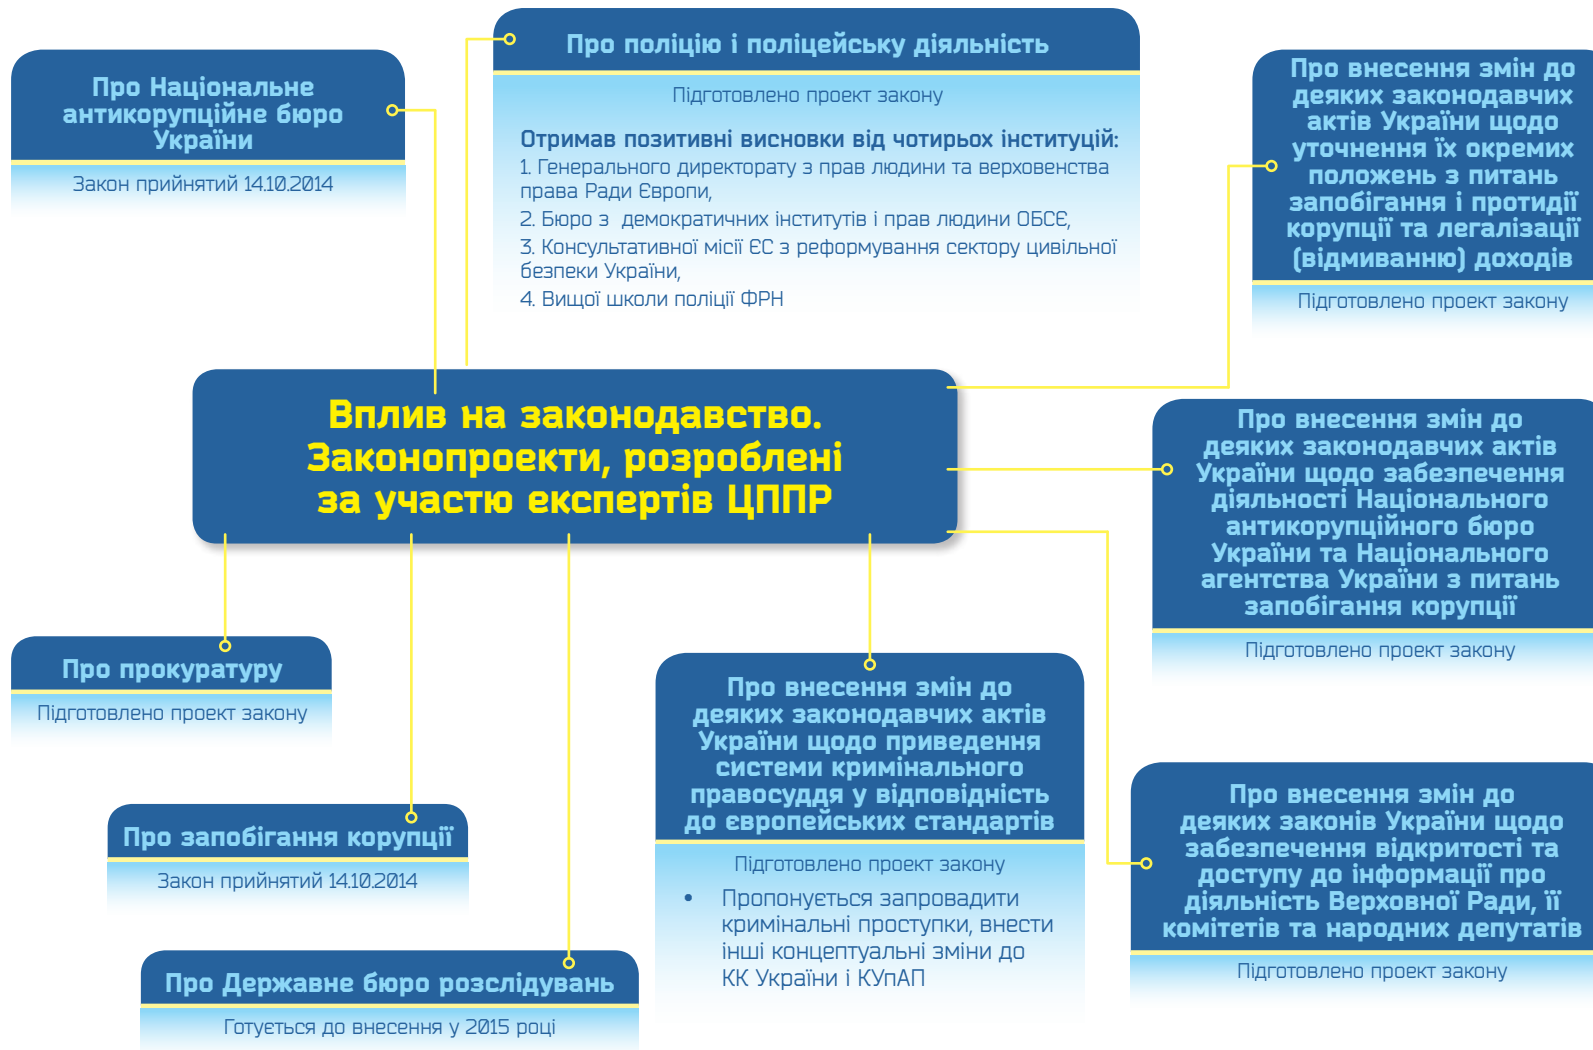 Про поліцію і поліцейську діяльність
Підготовлено проект закону
Отримав позитивні висновки від чотирьох інституцій:
1. Генерального директорату з прав людини та верховенства
права Ради Європи,
2. Бюро з демократичних інститутів і прав людини ОБСЄ,
3. Консультативної місії ЄС з реформування сектору цивільної
безпеки України,
4. Вищої школи поліції ФРН
Про Національне
антикорупційне бюро
України
Закон прийнятий 14.10.2014
Про внесення змін до
деяких законодавчих
актів України щодо
уточнення їх окремих
положень з питань
запобігання і протидії
корупції та легалізації
(відмиванню) доходів
Підготовлено проект закону
Вплив на законодавство.
Законопроекти, розроблені
за участю експертів ЦППР
Про внесення змін до
деяких законодавчих актів
України щодо забезпечення
діяльності Національного
антикорупційного бюро
України та Національного
агентства України з питань
запобігання корупції
Підготовлено проект закону
Про прокуратуру
Підготовлено проект закону
Про запобігання корупції
Закон прийнятий 14.10.2014
Про Державне бюро розслідувань
Готується до внесення у 2015 році
Про внесення змін до
деяких законодавчих актів
України щодо приведення
системи кримінального
правосуддя у відповідність
до європейських стандартів
Підготовлено проект закону
• Пропонується запровадити
кримінальні проступки, внести
інші концептуальні зміни до
КК України і КУпАП
Про внесення змін до
деяких законів України щодо
забезпечення відкритості та
доступу до інформації про
діяльність Верховної Ради, її
комітетів та народних депутатів
Підготовлено проект закону